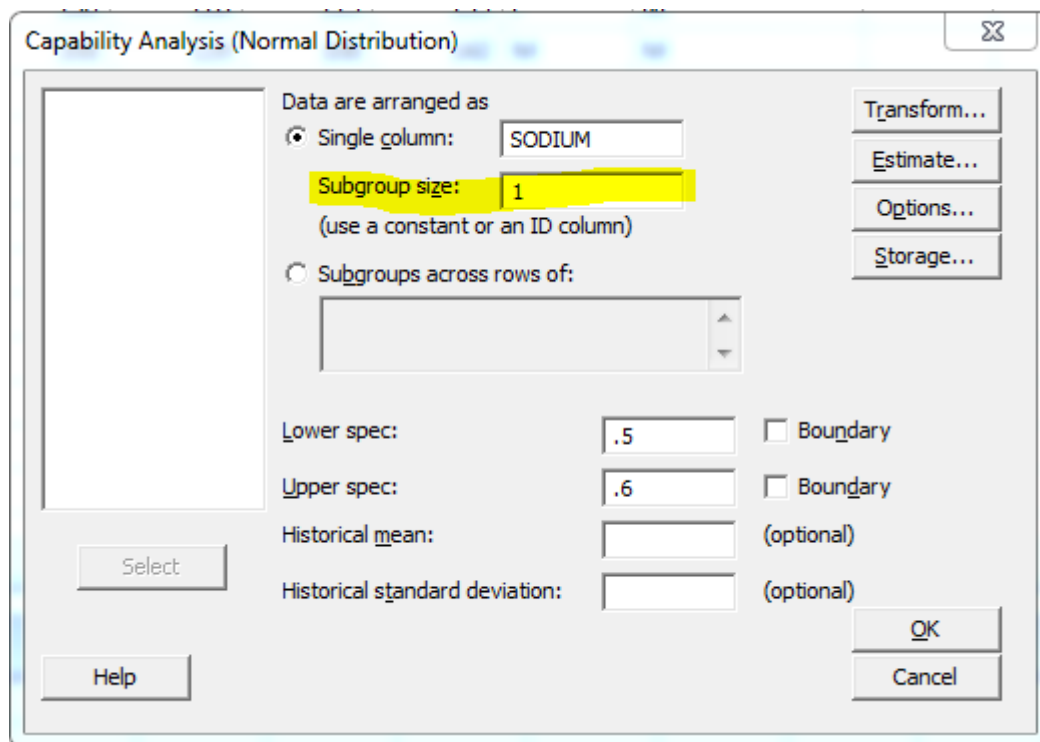 Capability Analysis (Normal Distribution)
Data are arranged as
Single column: SODIUM
Subgroup size: 1
(use a constant or an ID column)
Subgroups across rows of:
Transform...
Estimate...
Options...
Storage...
Lower spec: .5 Boundary
Upper spec: .6 Boundary
Historical mean: (optional)
Historical standard deviation: (optional)
Select
OK
Help
Cancel